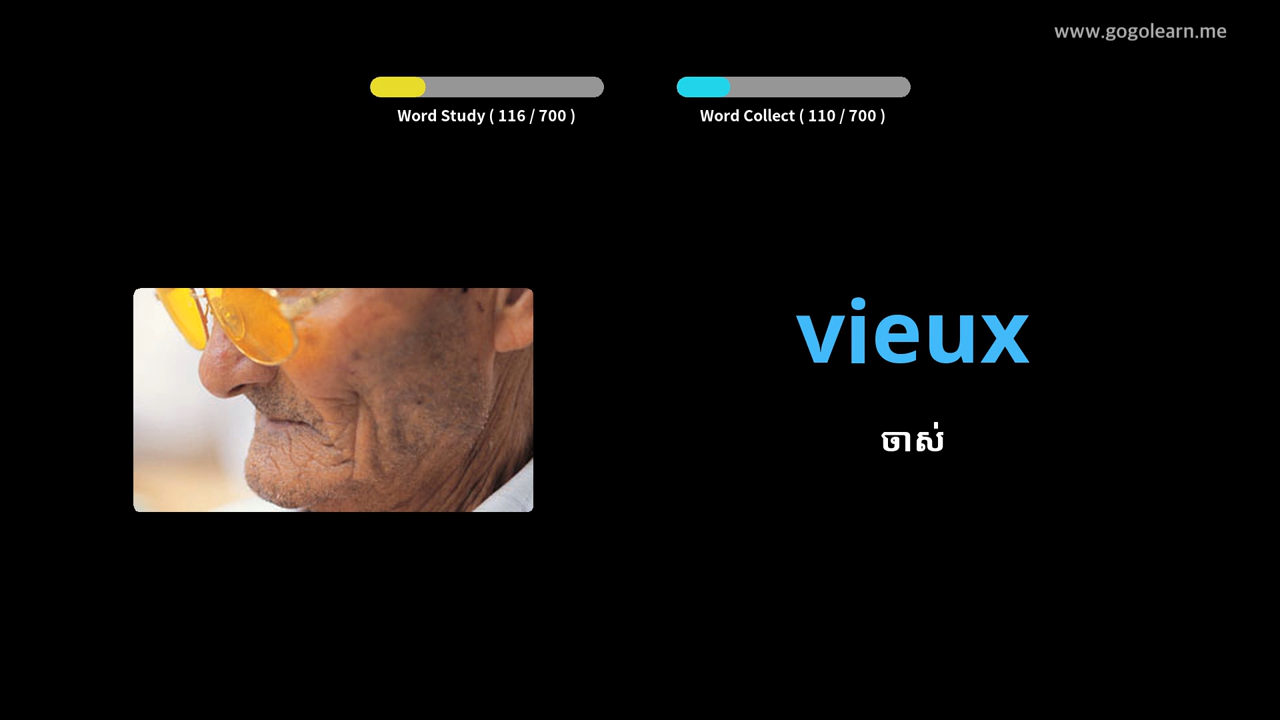 www.gogolearn.me
Word Study ( 116 / 700 )
Word Collect ( 110 / 700 )
vieux
ចាស់